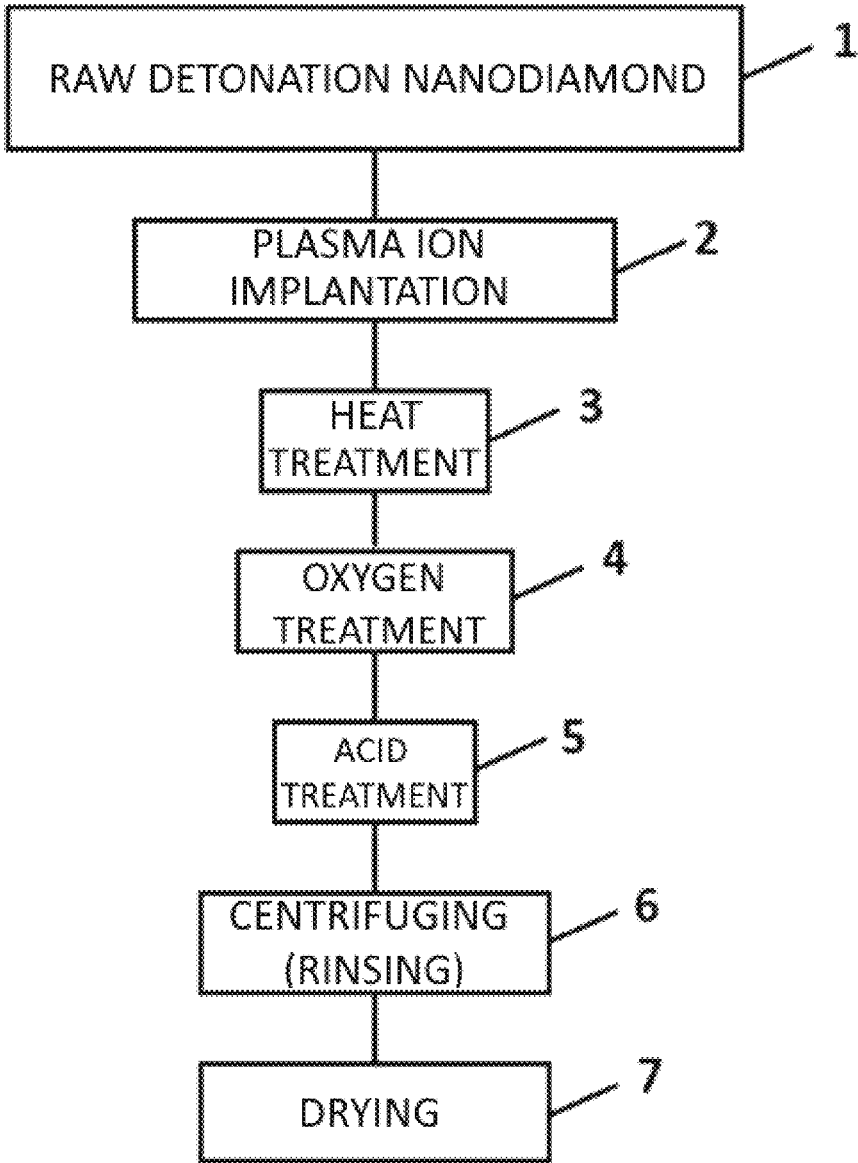 RAW DETONATION NANODIAMOND
1
PLASMA ION
IMPLANTATION
2
HEAT
TREATMENT
3
OXYGEN
TREATMENT
4
ACID
TREATMENT
5
CENTRIFUGING
(RINSING)
6
DRYING
7